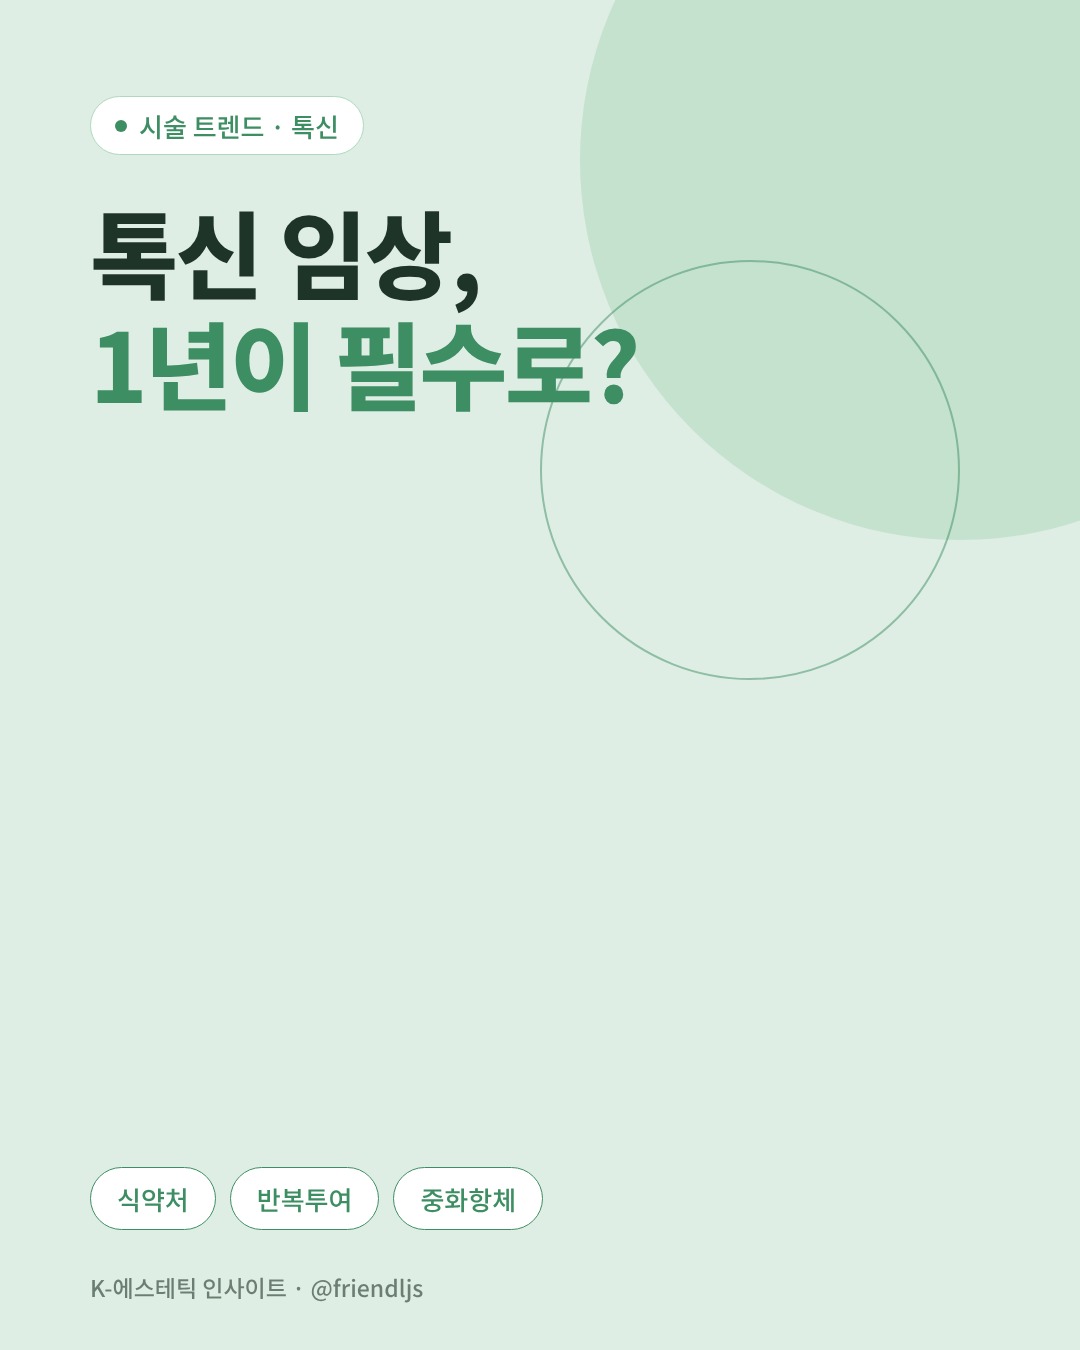 시술 트렌드 · 톡신
톡신 임상,
1년이 필수로?
식약처 반복투여 중화항체
K-에스테틱 인사이트 · @friendljs